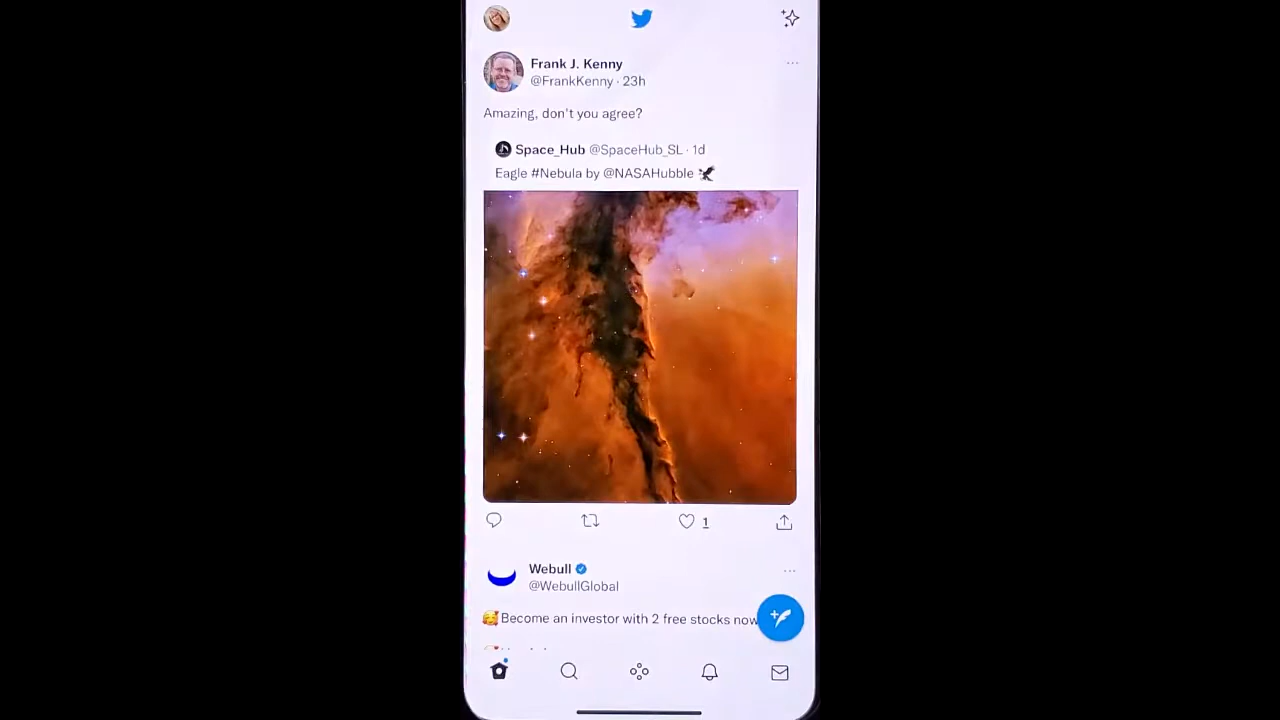 Frank J. Kenny
@FrankKenny · 23h
Amazing, don't you agree?
Space_Hub @SpaceHub_SL · 1d
Eagle #Nebula by @NASAHubble
1
Webull
@WebullGlobal
Become an investor with 2 free stocks now